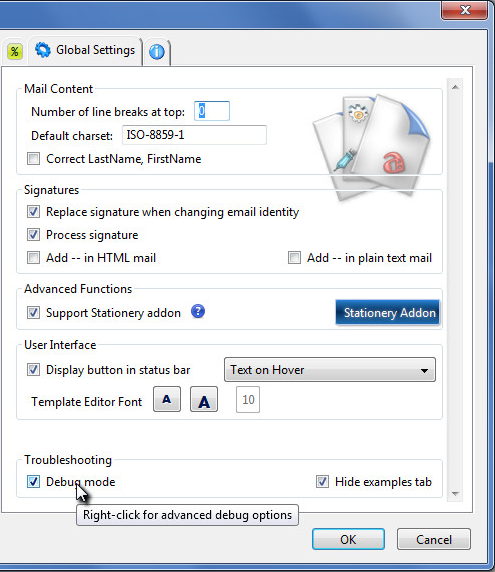 %
Global Settings
i
Mail Content
Number of line breaks at top: 0
Default charset: ISO-8859-1
Correct LastName, FirstName
Signatures
Replace signature when changing email identity
Process signature
Add -- in HTML mail
Add -- in plain text mail
Advanced Functions
Support Stationery addon ?
Stationery Addon
User Interface
Display button in status bar
Text on Hover
Template Editor Font A A 10
Troubleshooting
Debug mode
Hide examples tab
Right-click for advanced debug options
OK
Cancel